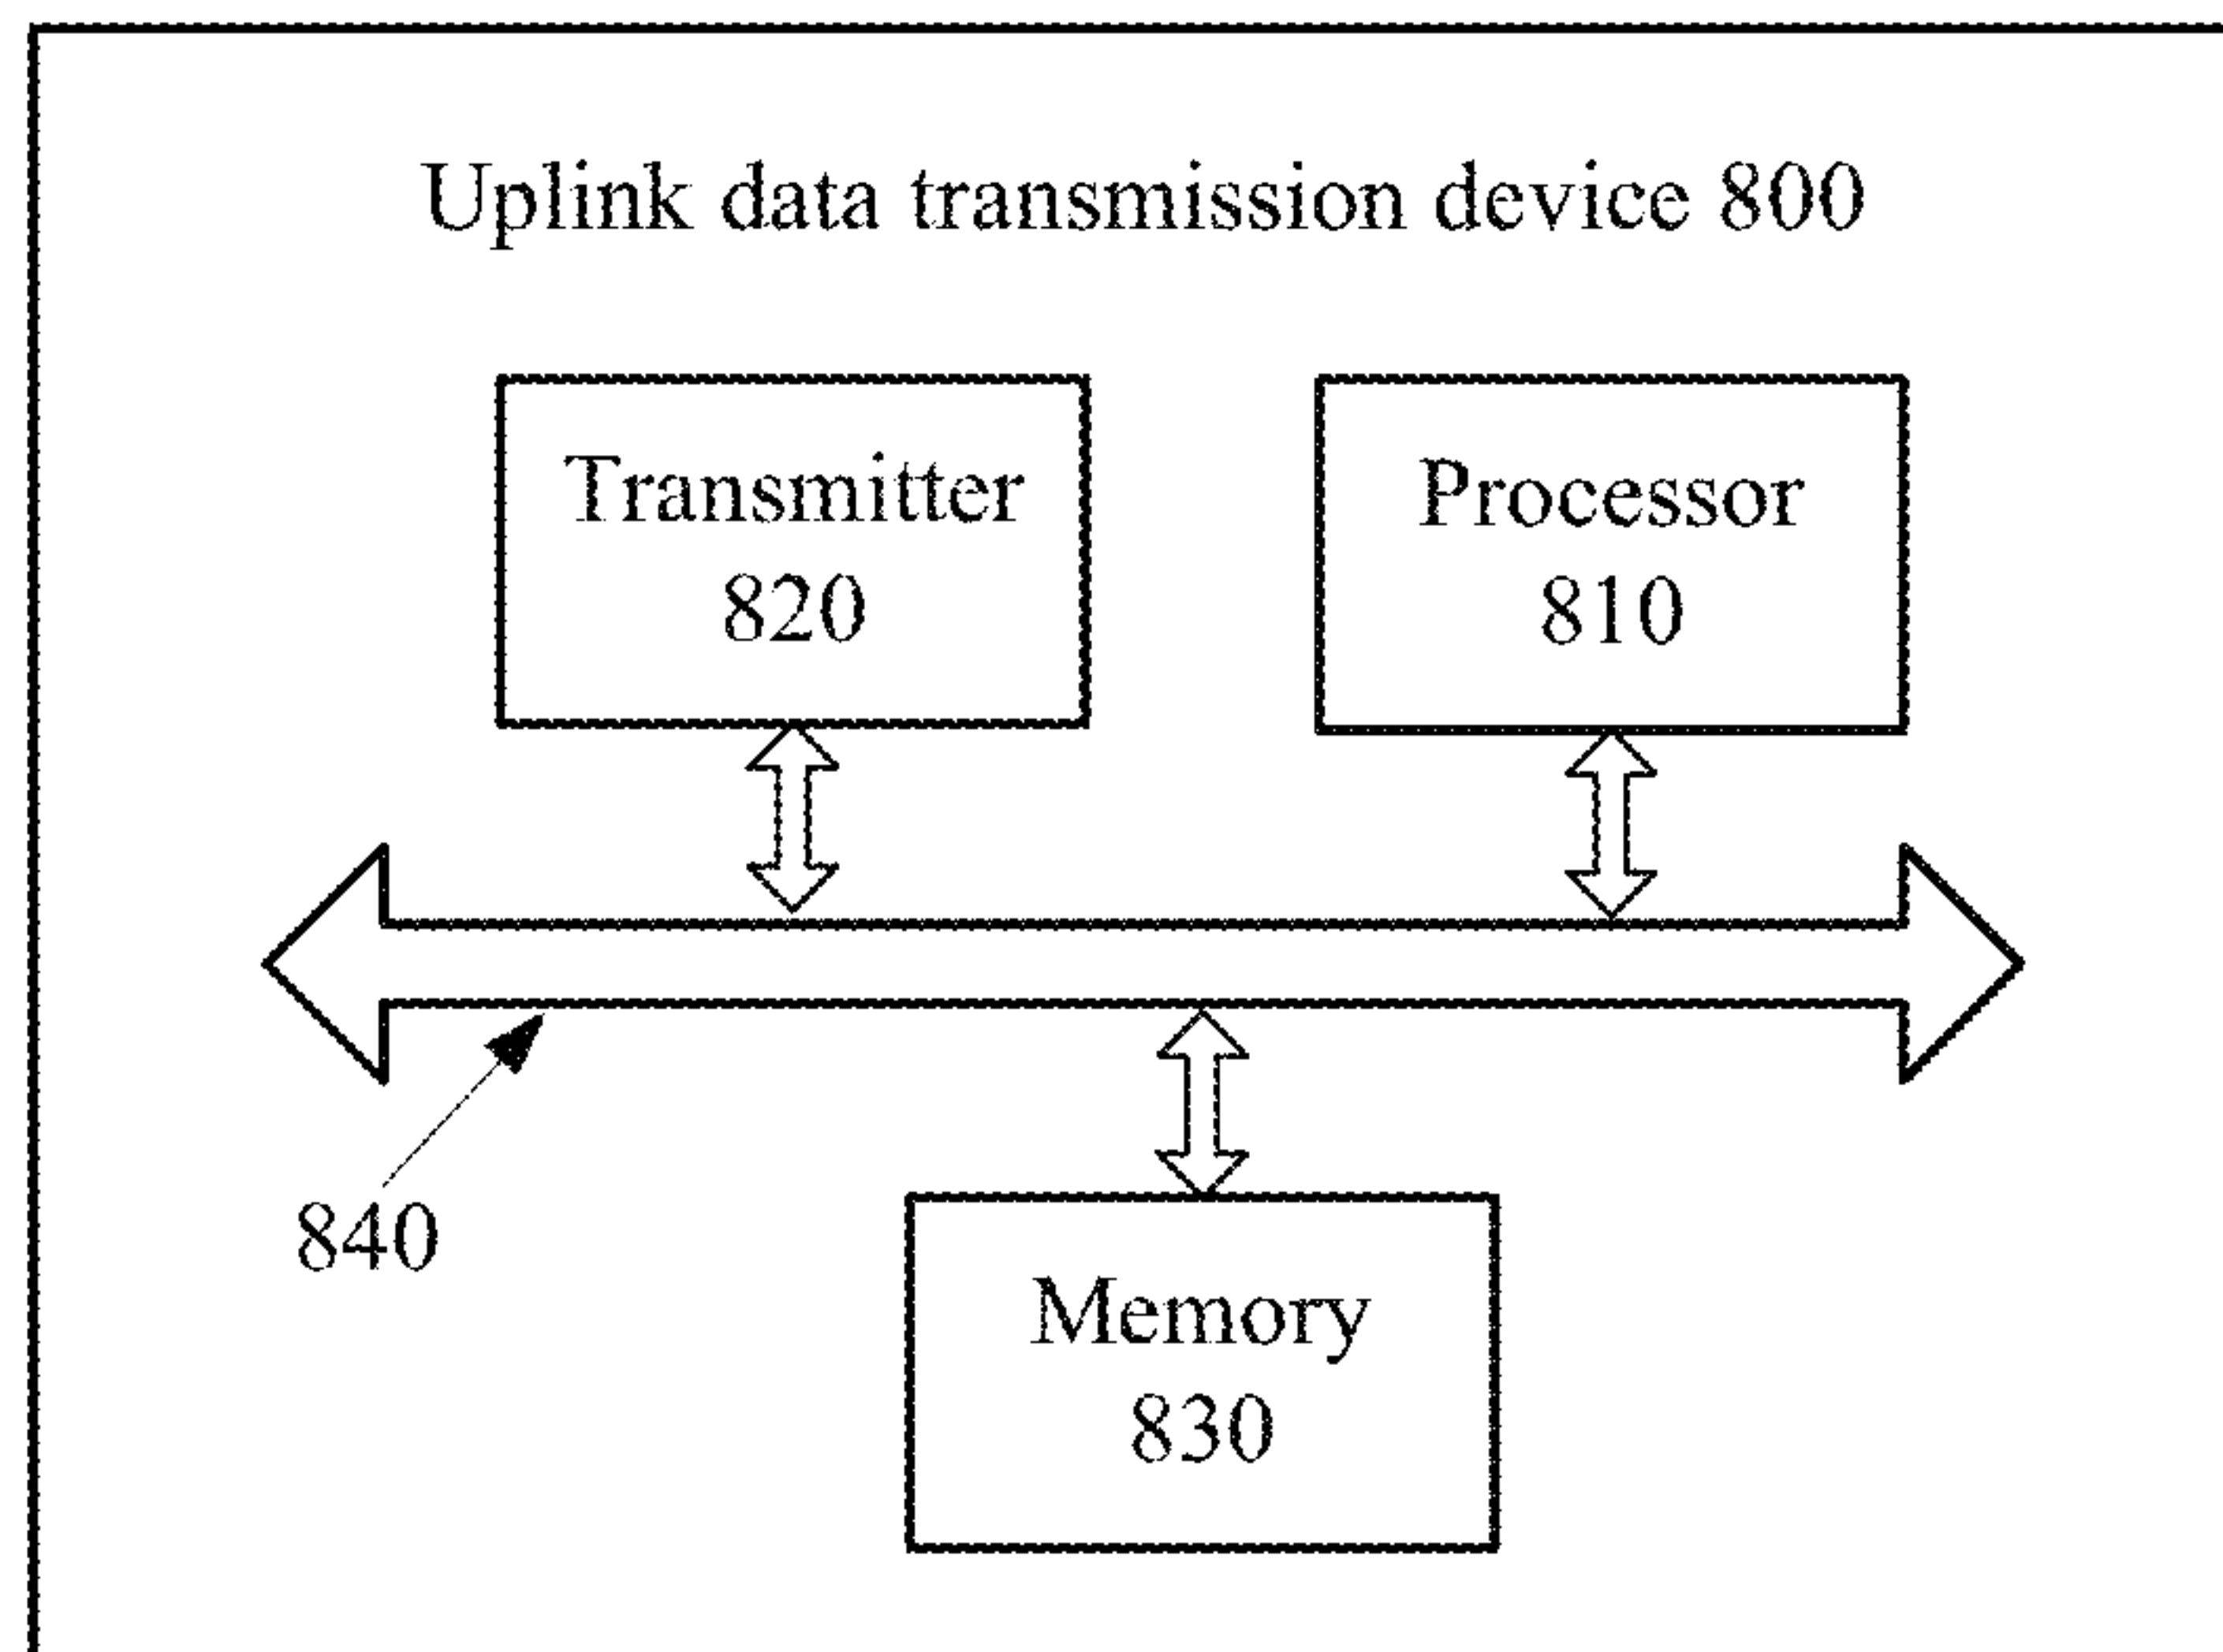 Uplink data transmission device 800
Transmitter
820
Processor
810
840
Memory
830